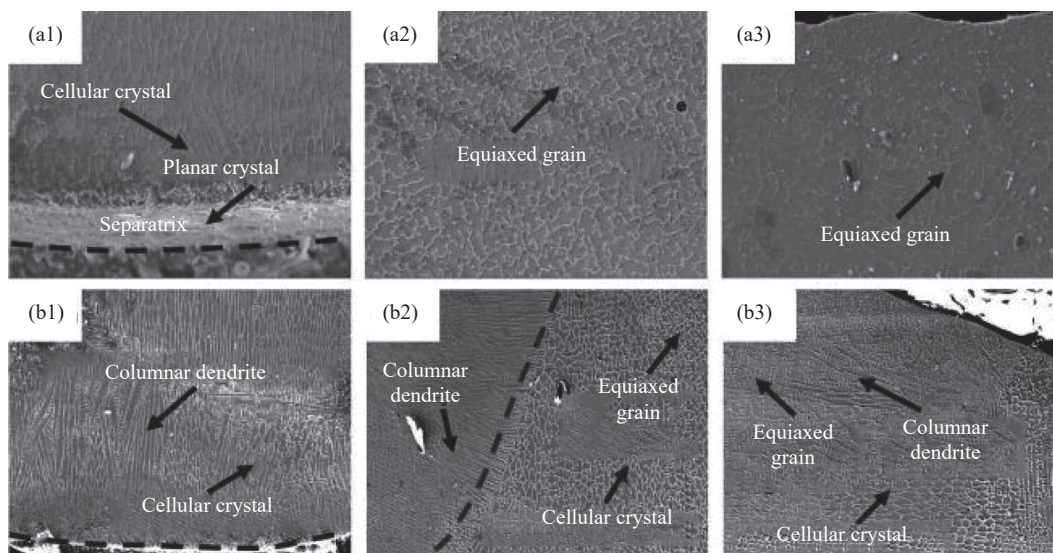 (a1)
Cellular crystal
Planar crystal
Separatrix
(a2)
Equiaxed grain
(a3)
Equiaxed grain
(b1)
Columnar dendrite
Cellular crystal
(b2)
Columnar
dendrite
Equiaxed
grain
Cellular crystal
(b3)
Equiaxed
grain
Columnar
dendrite
Cellular crystal